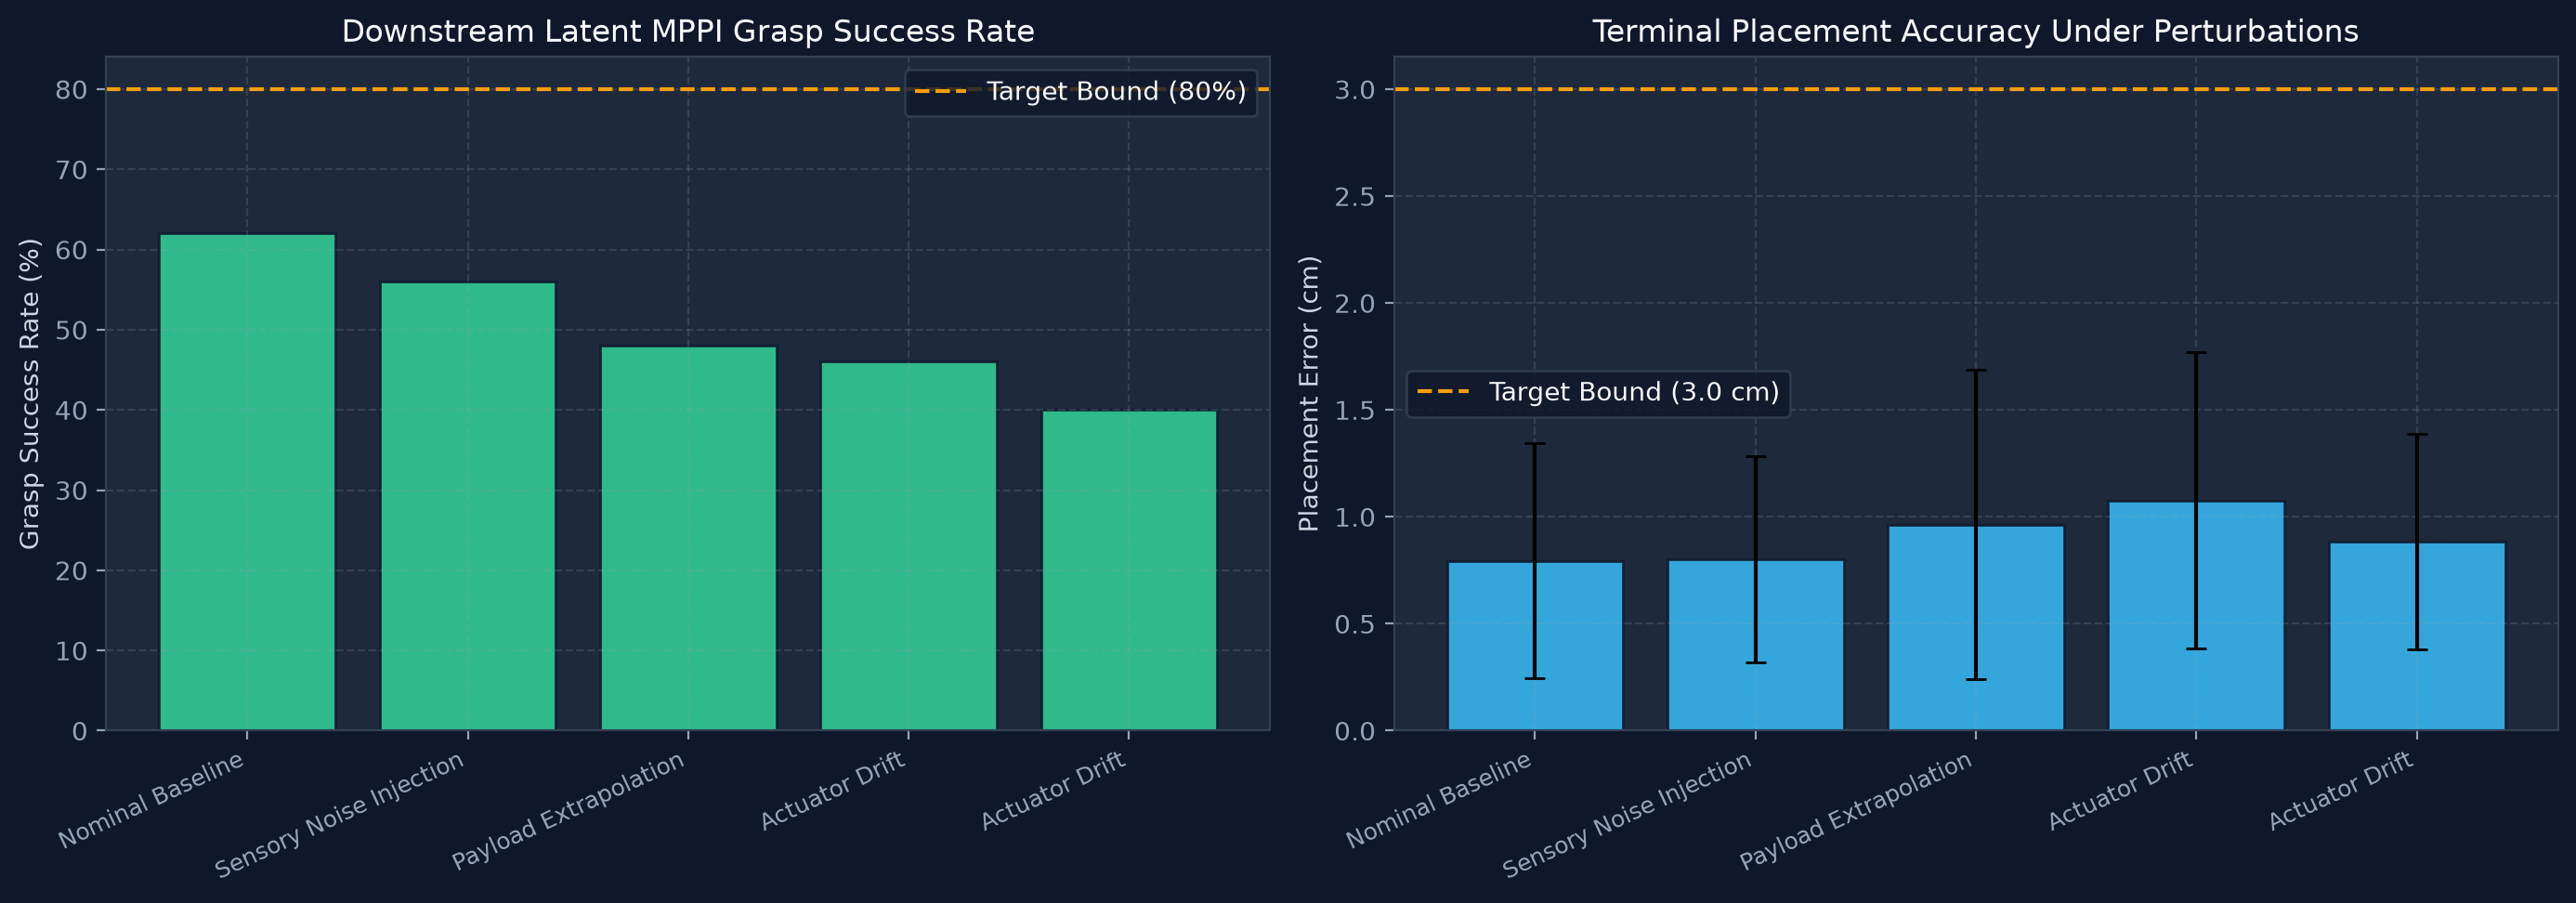 Downstream Latent MPPI Grasp Success Rate
Grasp Success Rate (%)
80
70
60
50
40
30
20
10
0
Target Bound (80%)
Nominal Baseline
Sensory Noise Injection
Payload Extrapolation
Actuator Drift
Actuator Drift
Terminal Placement Accuracy Under Perturbations
Placement Error (cm)
3.0
2.5
2.0
1.5
1.0
0.5
0.0
Target Bound (3.0 cm)
Nominal Baseline
Sensory Noise Injection
Payload Extrapolation
Actuator Drift
Actuator Drift